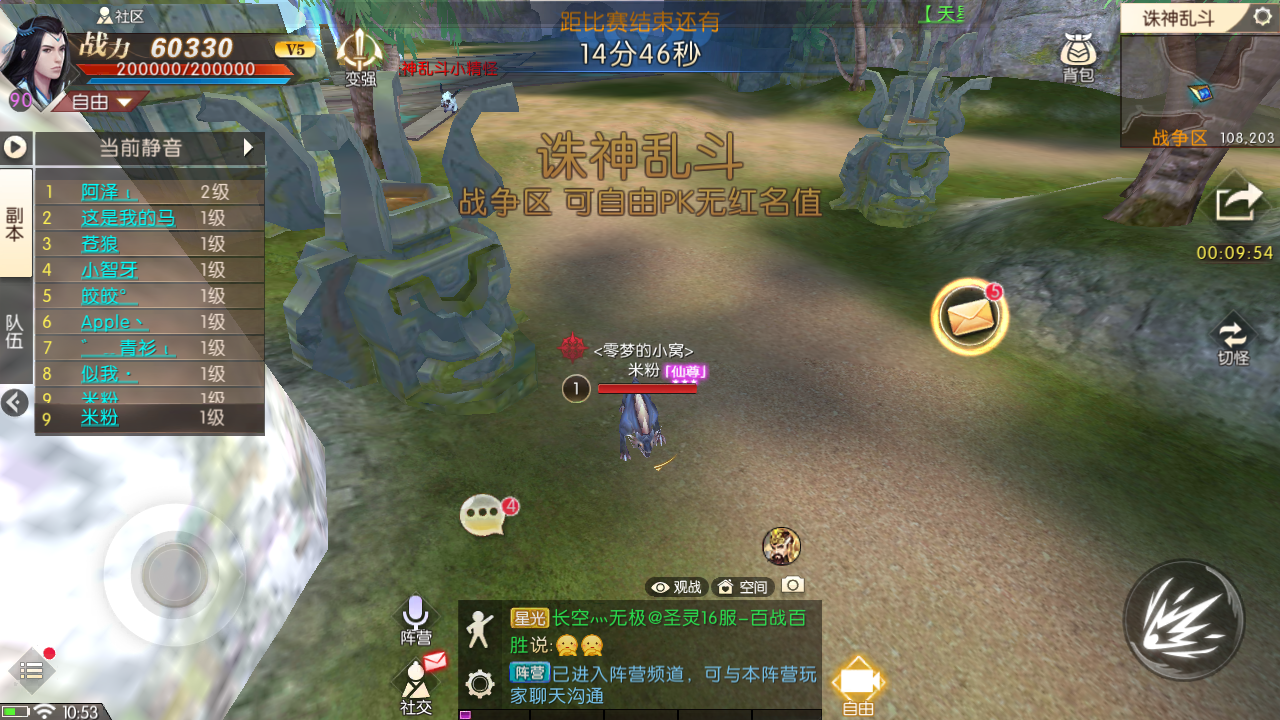 社区
战力 60330
V5
200000/200000
90
自由
变强
神乱斗小精怪
距比赛结束还有
14分46秒
【天
背包
诛神乱斗
战争区 108,203
诛神乱斗
战争区 可自由PK无红名值
当前静音
副本
队伍
1 阿泽 2级
2 这是我的马 1级
3 苍狼 1级
4 小智牙 1级
5 皎皎° 1级
6 Apple丶 1级
7 ゛__青衫 1级
8 似我· 1级
9 米粉 1级
9 米粉 1级
00:09:54
5
切怪
<零梦的小窝>
米粉「仙尊」
1
4
观战
空间
阵营
社交
星光 长空灬无极@圣灵16服-百战百
胜说:
阵营 已进入阵营频道，可与本阵营玩
家聊天沟通
自由
10:53